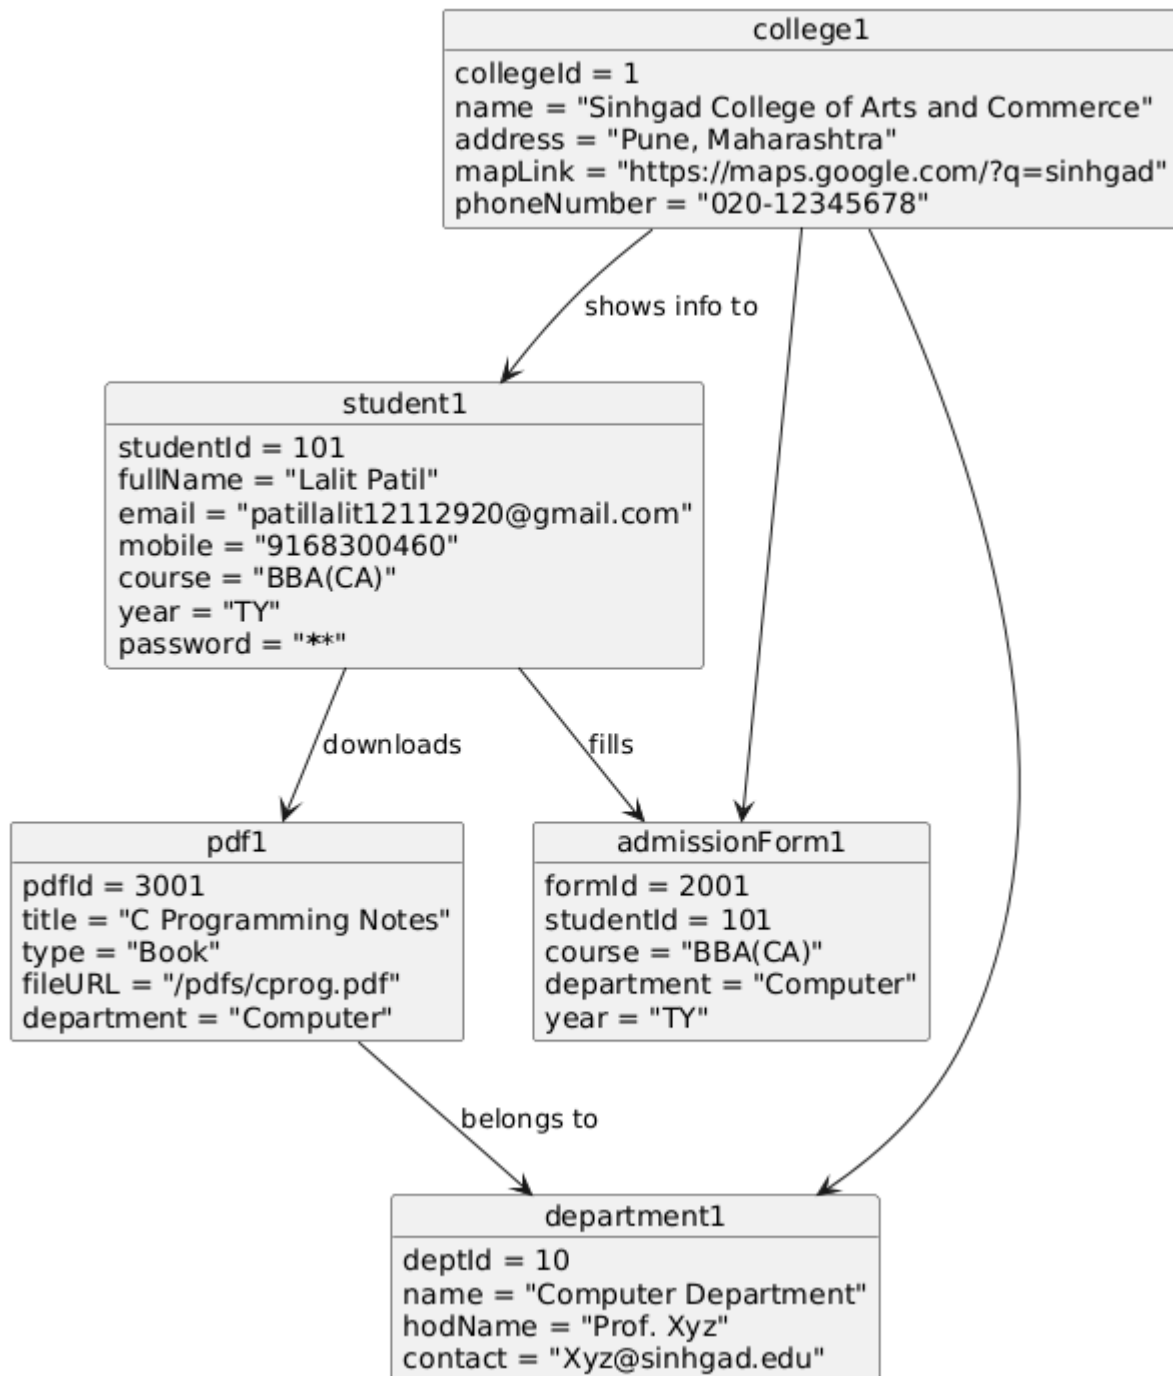 college1
collegeId = 1
name = "Sinhgad College of Arts and Commerce"
address = "Pune, Maharashtra"
mapLink = "https://maps.google.com/?q=sinhgad"
phoneNumber = "020-12345678"
shows info to
student1
studentId = 101
fullName = "Lalit Patil"
email = "patillalit12112920@gmail.com"
mobile = "9168300460"
course = "BBA(CA)"
year = "TY"
password = "**"
downloads
fills
pdf1
pdfId = 3001
title = "C Programming Notes"
type = "Book"
fileURL = "/pdfs/cprog.pdf"
department = "Computer"
admissionForm1
formId = 2001
studentId = 101
course = "BBA(CA)"
department = "Computer"
year = "TY"
belongs to
department1
deptId = 10
name = "Computer Department"
hodName = "Prof. Xyz"
contact = "Xyz@sinhgad.edu"